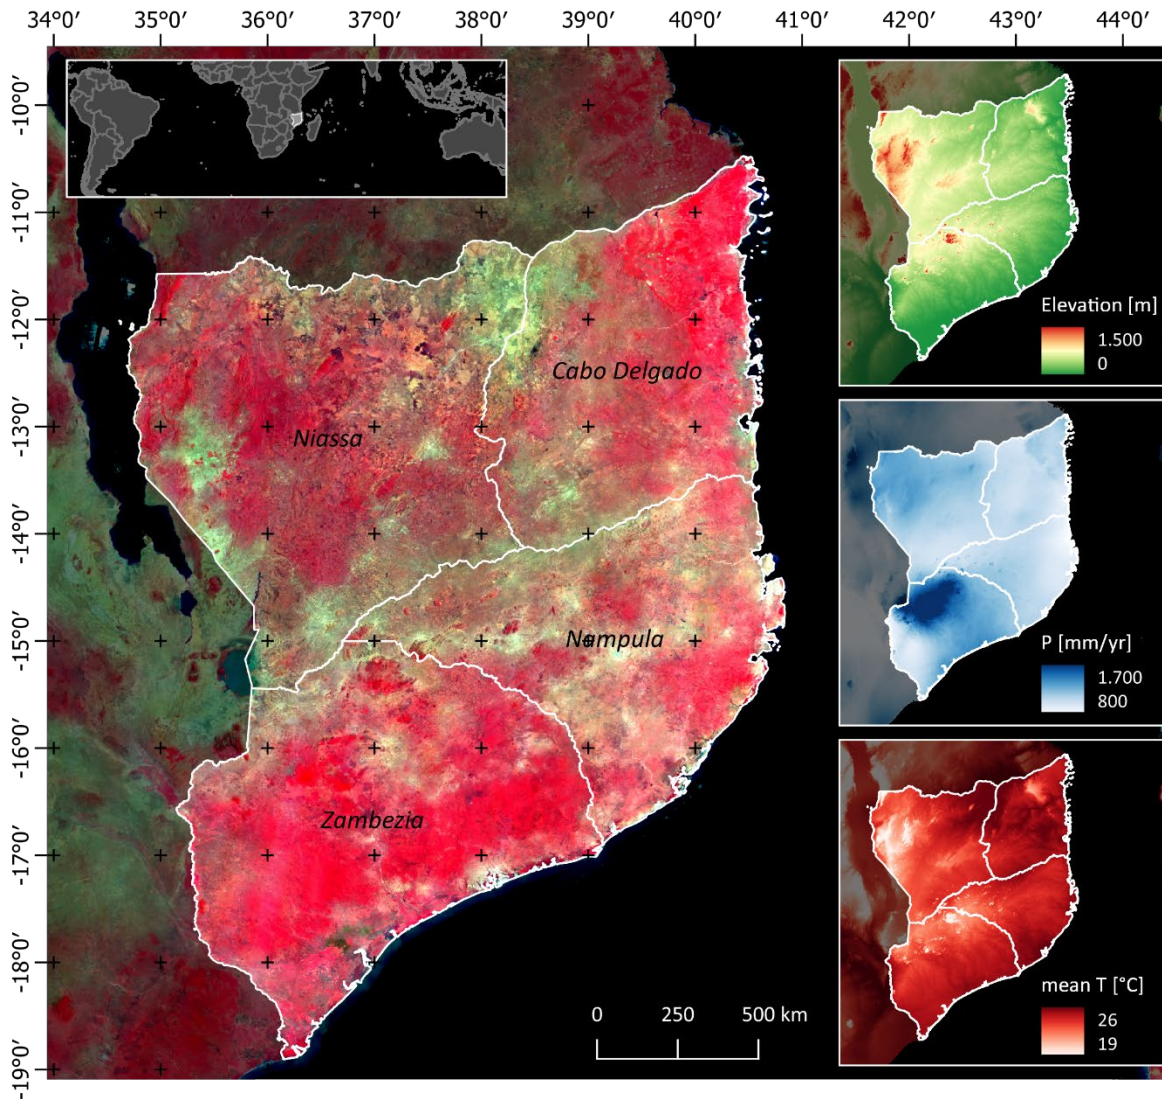 34°0′ 35°0′ 36°0′ 37°0′ 38°0′ 39°0′ 40°0′ 41°0′ 42°0′ 43°0′ 44°0′
-10°0′
-11°0′
-12°0′
-13°0′
-14°0′
-15°0′
-16°0′
-17°0′
-18°0′
-19°0′
Cabo Delgado
Niassa
Nampula
Zambezia
0 250 500 km
Elevation [m]
1.500
0
P [mm/yr]
1.700
800
mean T [°C]
26
19